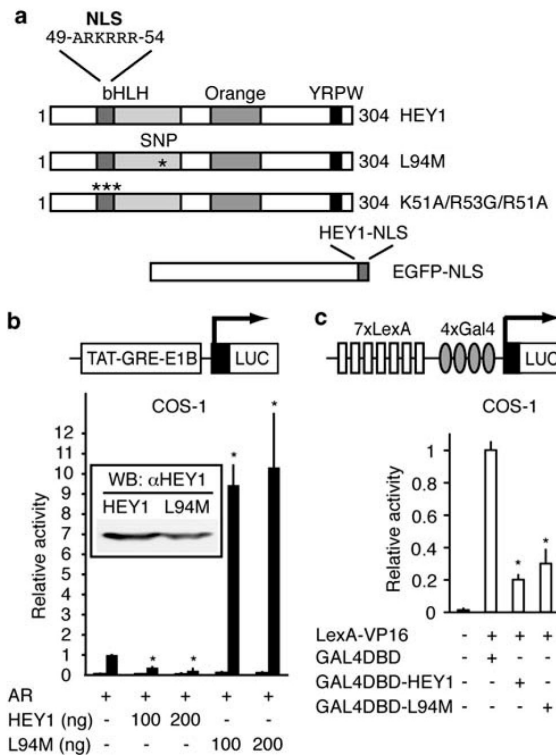 a
NLS
49-ARKRRR-54
bHLH Orange YRPW
1 304 HEY1
SNP
*
1 304 L94M
***
1 304 K51A/R53G/R51A
HEY1-NLS
EGFP-NLS
b
TAT-GRE-E1B LUC
COS-1
Relative activity
12
11
10
9
8
7
6
5
4
3
2
1
1
0
WB: αHEY1
HEY1 L94M
* * * *
AR + + + + +
HEY1 (ng) - 100 200 - -
L94M (ng) - - - 100 200
c
7xLexA 4xGal4
LUC
COS-1
Relative activity
1
0.8
0.6
0.4
0.2
0
* *
LexA-VP16 - + + +
GAL4DBD - + - -
GAL4DBD-HEY1 - - + -
GAL4DBD-L94M - - - +